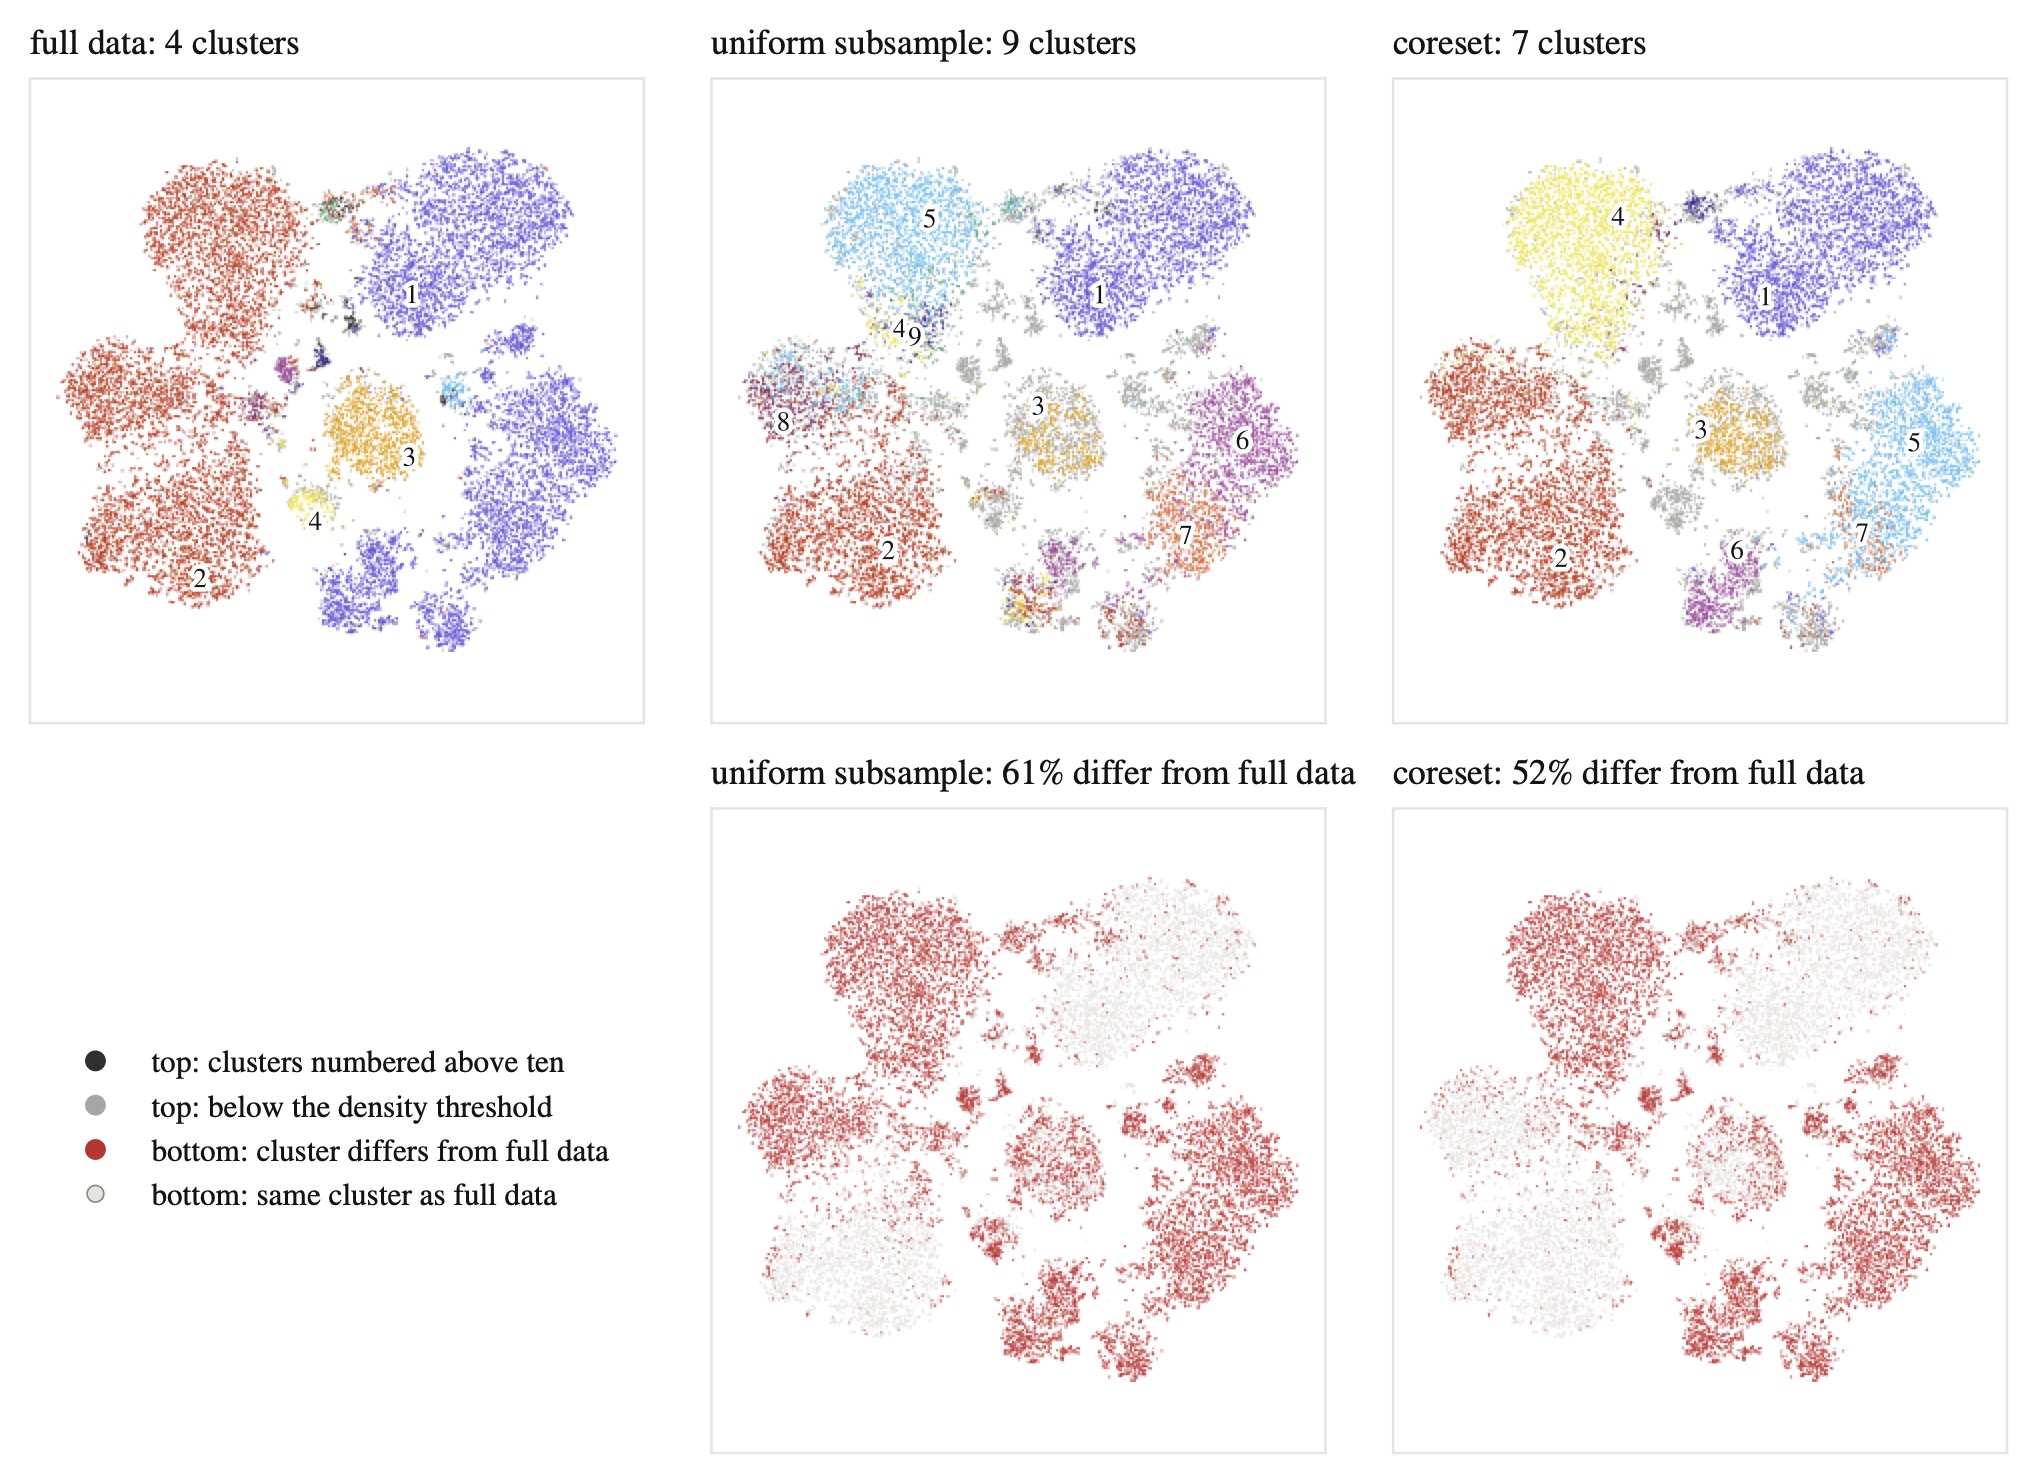 full data: 4 clusters
uniform subsample: 9 clusters
coreset: 7 clusters
1
2
3
4
5
1
4
9
3
8
6
7
2
4
1
3
5
7
6
2
uniform subsample: 61% differ from full data
coreset: 52% differ from full data
top: clusters numbered above ten
top: below the density threshold
bottom: cluster differs from full data
bottom: same cluster as full data